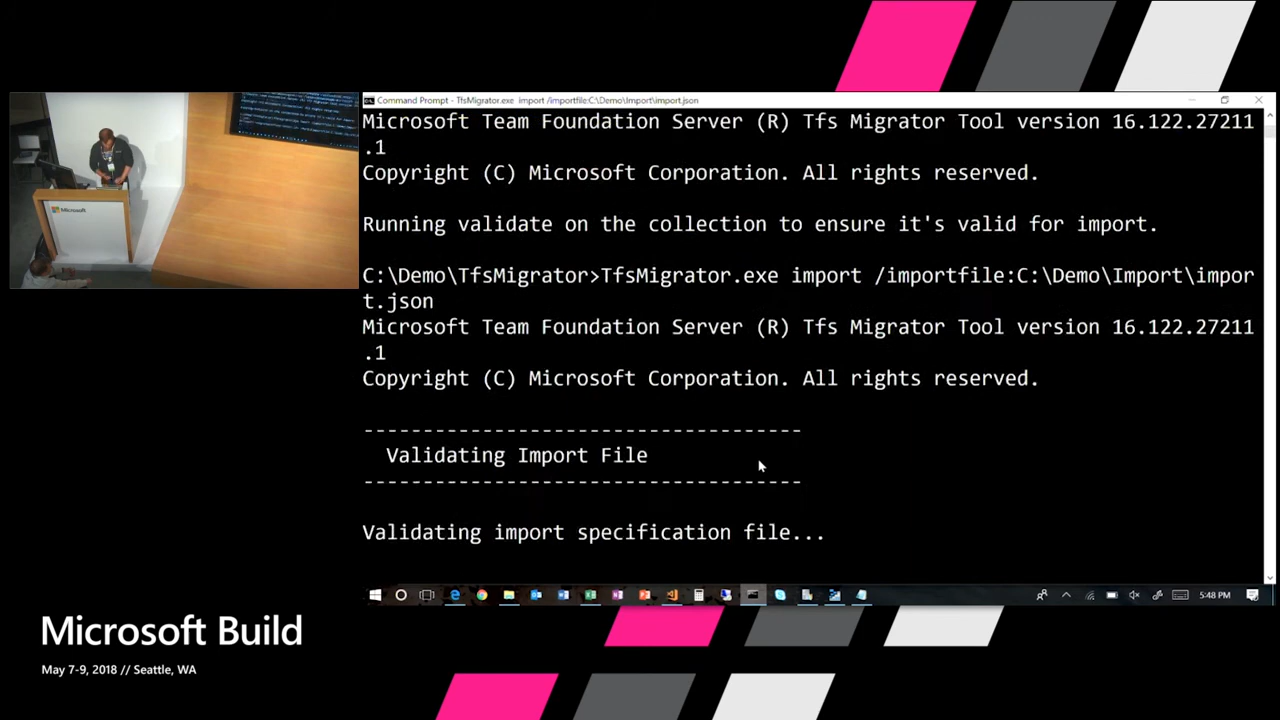 Command Prompt - TfsMigrator.exe import /importfile:C:\Demo\Import\import.json
Microsoft Team Foundation Server (R) Tfs Migrator Tool version 16.122.27211
.1
Copyright (C) Microsoft Corporation. All rights reserved.
Running validate on the collection to ensure it's valid for import.
C:\Demo\TfsMigrator>TfsMigrator.exe import /importfile:C:\Demo\Import\impor
t.json
Microsoft Team Foundation Server (R) Tfs Migrator Tool version 16.122.27211
.1
Copyright (C) Microsoft Corporation. All rights reserved.
-------------------------------------
Validating Import File
-------------------------------------
Validating import specification file...
5:48 PM
Microsoft
Microsoft Build
May 7-9, 2018 // Seattle, WA